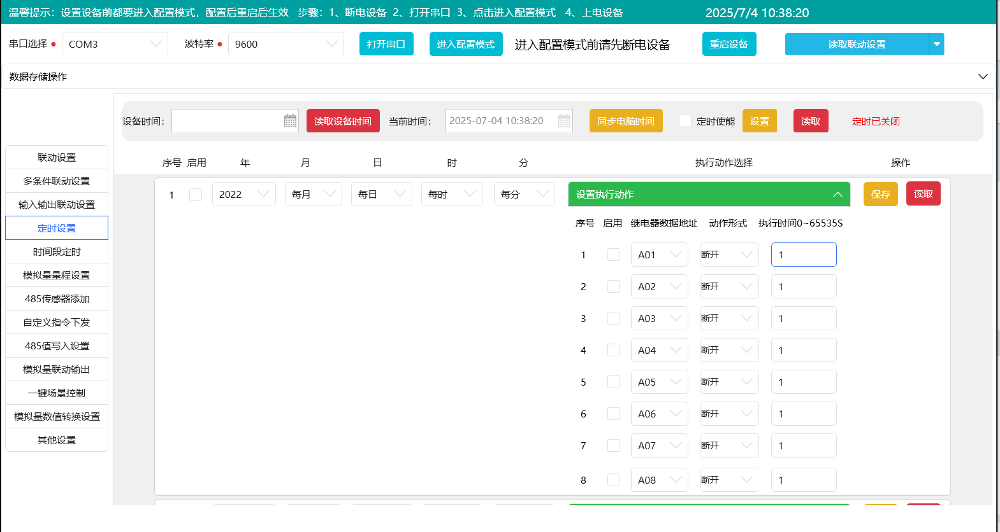 温馨提示：设置设备前都要进入配置模式，配置后重启后生效 步骤：1、断电设备 2、打开串口 3、点击进入配置模式 4、上电设备 2025/7/4 10:38:20
串口选择 COM3 波特率 9600 打开串口 进入配置模式 进入配置模式前请先断电设备 重启设备 读取联动设置
数据存储操作
设备时间： 读取设备时间 当前时间： 2025-07-04 10:38:20 同步电脑时间 定时使能 设置 读取 定时已关闭
联动设置
多条件联动设置
输入输出联动设置
定时设置
时间段定时
模拟量量程设置
485传感器添加
自定义指令下发
485值写入设置
模拟量联动输出
一键场景控制
模拟量数值转换设置
其他设置
序号 启用 年 月 日 时 分 执行动作选择 操作
1 2022 每月 每日 每时 每分 设置执行动作 保存 读取
序号 启用 继电器数据地址 动作形式 执行时间0~65535S
1 A01 断开 1
2 A02 断开 1
3 A03 断开 1
4 A04 断开 1
5 A05 断开 1
6 A06 断开 1
7 A07 断开 1
8 A08 断开 1